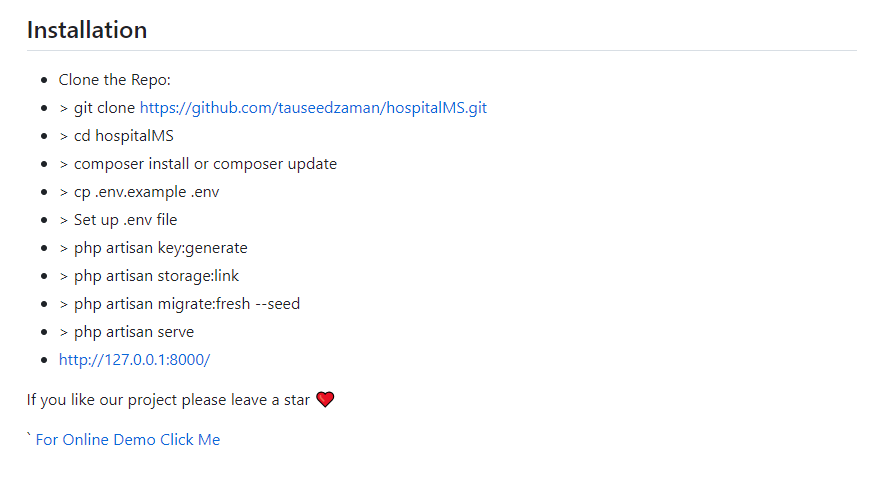 Installation
Clone the Repo:
> git clone https://github.com/tauseedzaman/hospitalMS.git
> cd hospitalMS
> composer install or composer update
> cp .env.example .env
> Set up .env file
> php artisan key:generate
> php artisan storage:link
> php artisan migrate:fresh --seed
> php artisan serve
http://127.0.0.1:8000/
If you like our project please leave a star ❤️
` For Online Demo Click Me